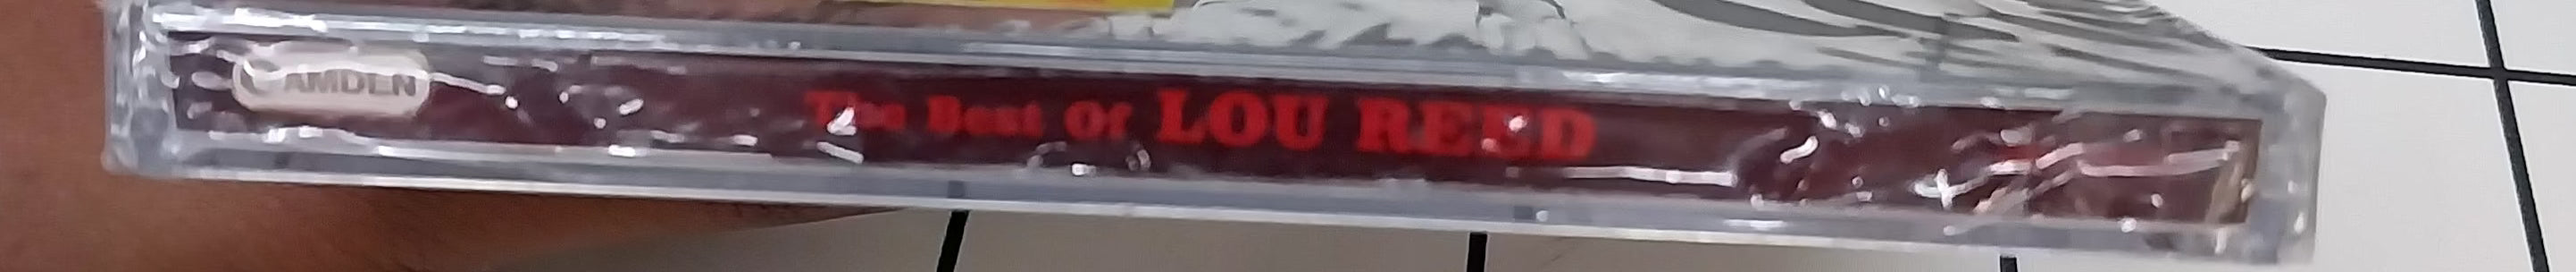 CAMDEN
The Best Of LOU REED